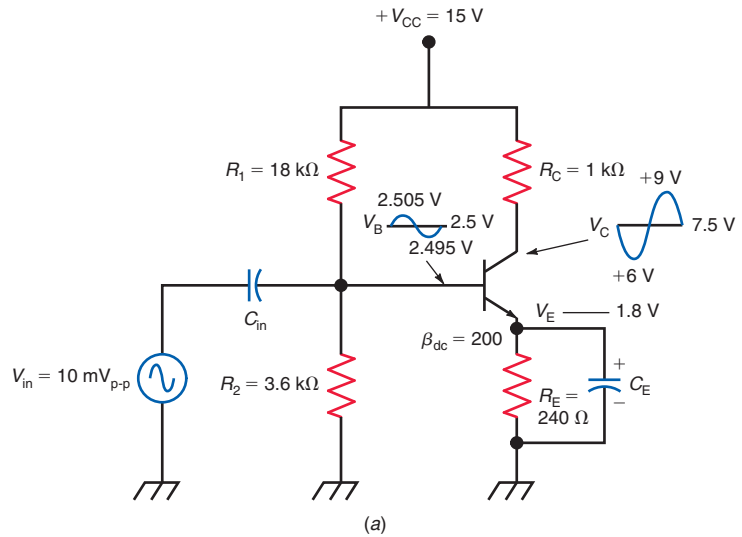 +V_CC = 15 V
R_1 = 18 kΩ
R_C = 1 kΩ
+9 V
2.505 V
V_B
2.5 V
V_C
7.5 V
2.495 V
+6 V
C_in
V_E
1.8 V
β_dc = 200
V_in = 10 mV_p-p
R_2 = 3.6 kΩ
R_E =
240 Ω
+
−
C_E
(a)